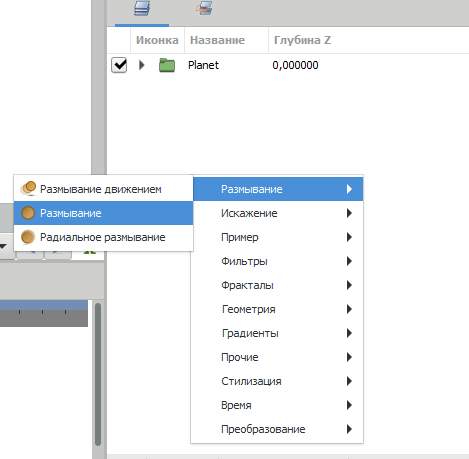 Иконка Название Глубина Z
Planet 0,000000
Размывание движением
Размывание
Радиальное размывание
Размывание
Искажение
Пример
Фильтры
Фракталы
Геометрия
Градиенты
Прочие
Стилизация
Время
Преобразование